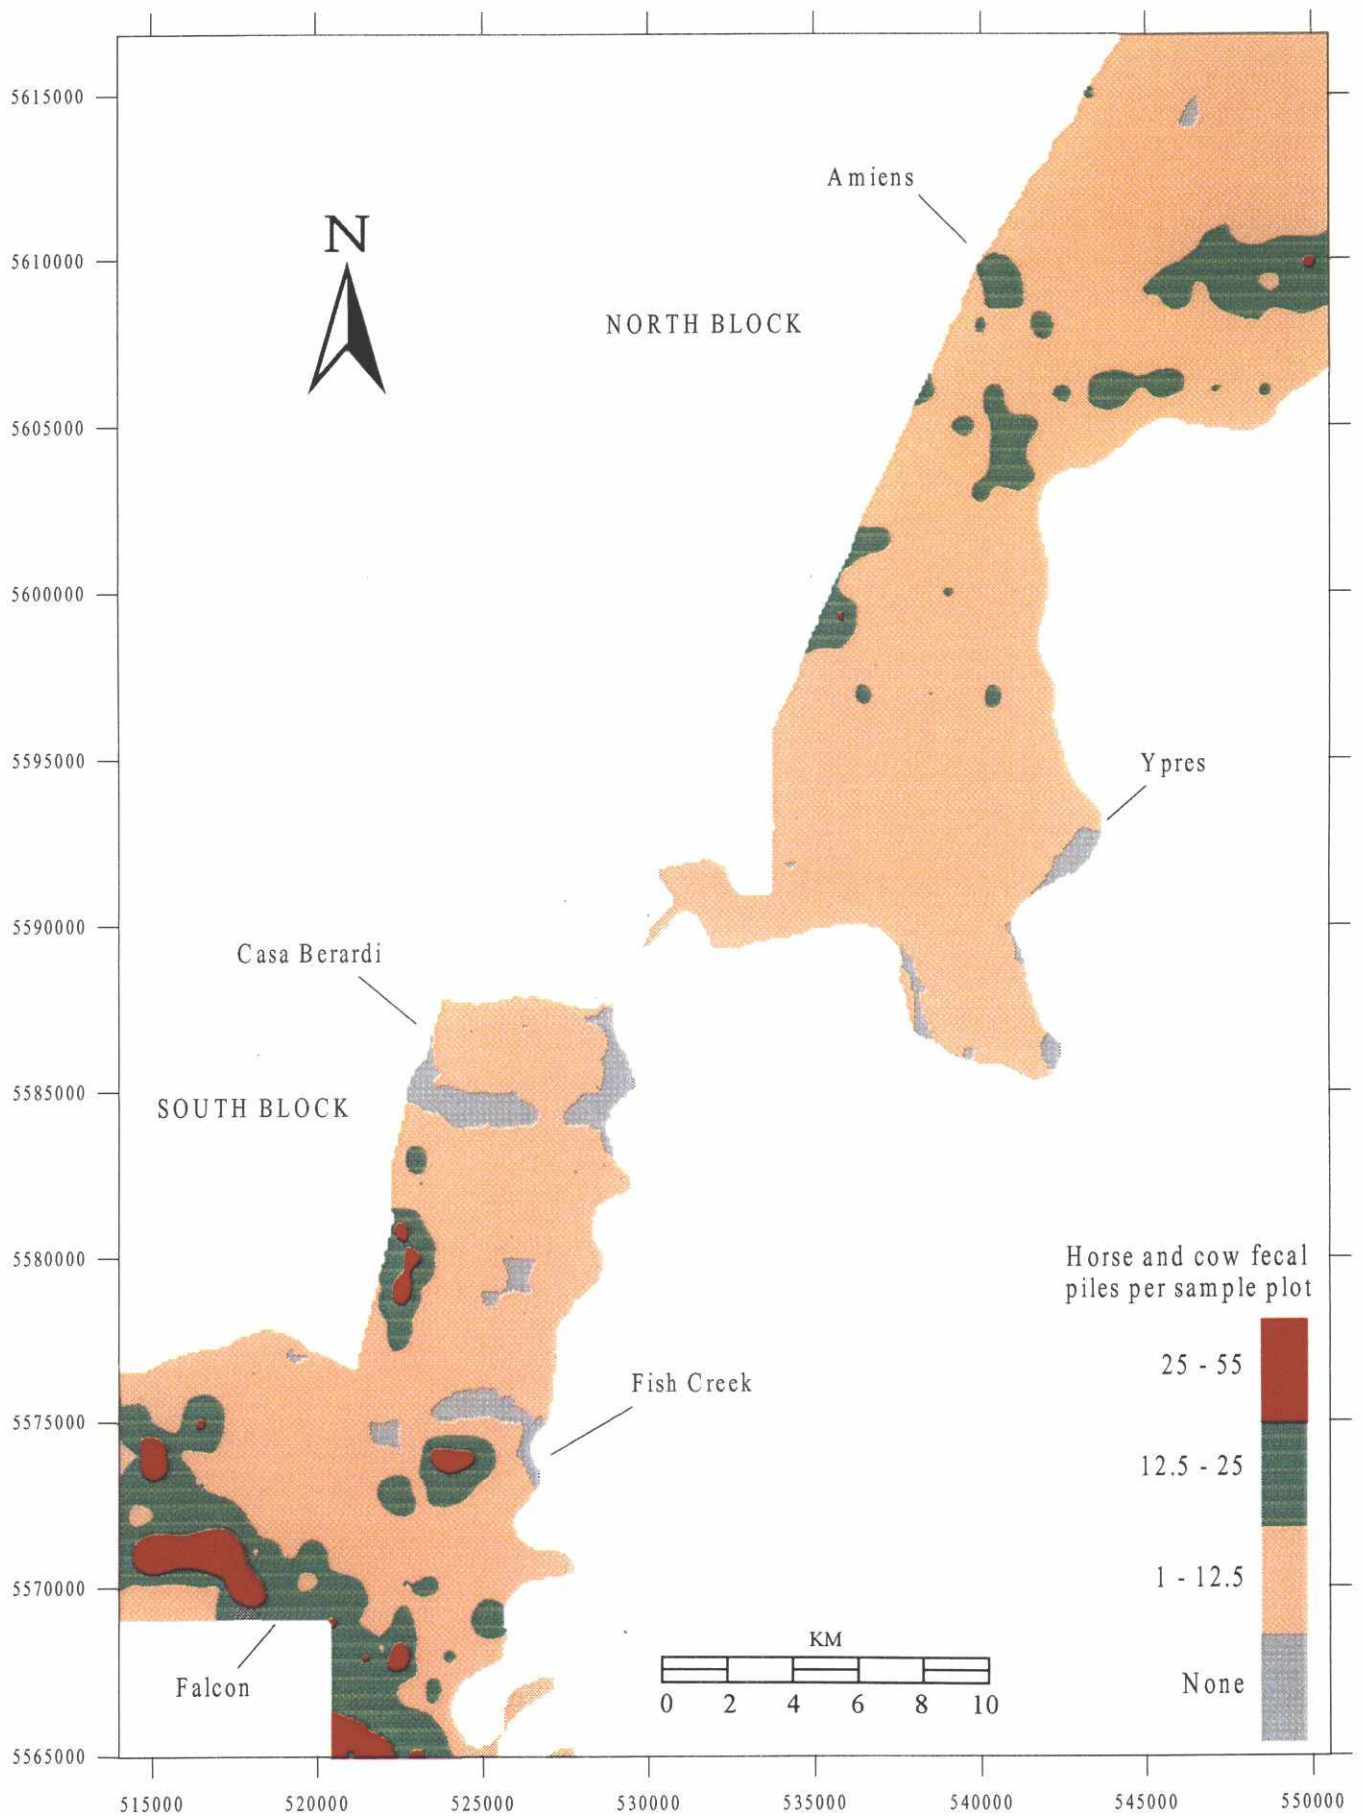 5615000
Amiens
N
5610000
NORTH BLOCK
5605000
5600000
5595000
Ypres
5590000
Casa Berardi
5585000
SOUTH BLOCK
5580000
Horse and cow fecal
piles per sample plot
25 - 55
Fish Creek
5575000
12.5 - 25
1 - 12.5
5570000
KM
Falcon
None
0 2 4 6 8 10
5565000
515000 520000 525000 530000 535000 540000 545000 550000